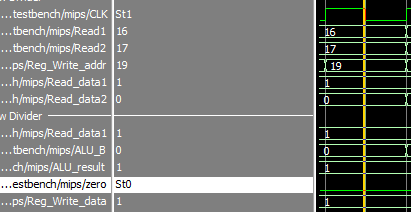 w Divider
...testbench/mips/CLK St1
...tbench/mips/Read1 16 16
...tbench/mips/Read2 17 17
...ps/Reg_Write_addr 19 19
...h/mips/Read_data1 1 1
...h/mips/Read_data2 0 0
w Divider
...h/mips/Read_data1 1 1
...tbench/mips/ALU_B 0 0
...ch/mips/ALU_result 1 1
...estbench/mips/zero St0
...ps/Reg_Write_data 1 1